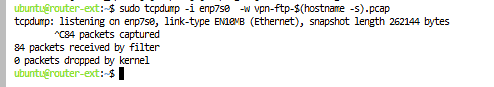 ubuntu@router-ext:~$ sudo tcpdump -i enp7s0  -w vpn-ftp-$(hostname -s).pcap
tcpdump: listening on enp7s0, link-type EN10MB (Ethernet), snapshot length 262144 bytes
^C84 packets captured
84 packets received by filter
0 packets dropped by kernel
ubuntu@router-ext:~$